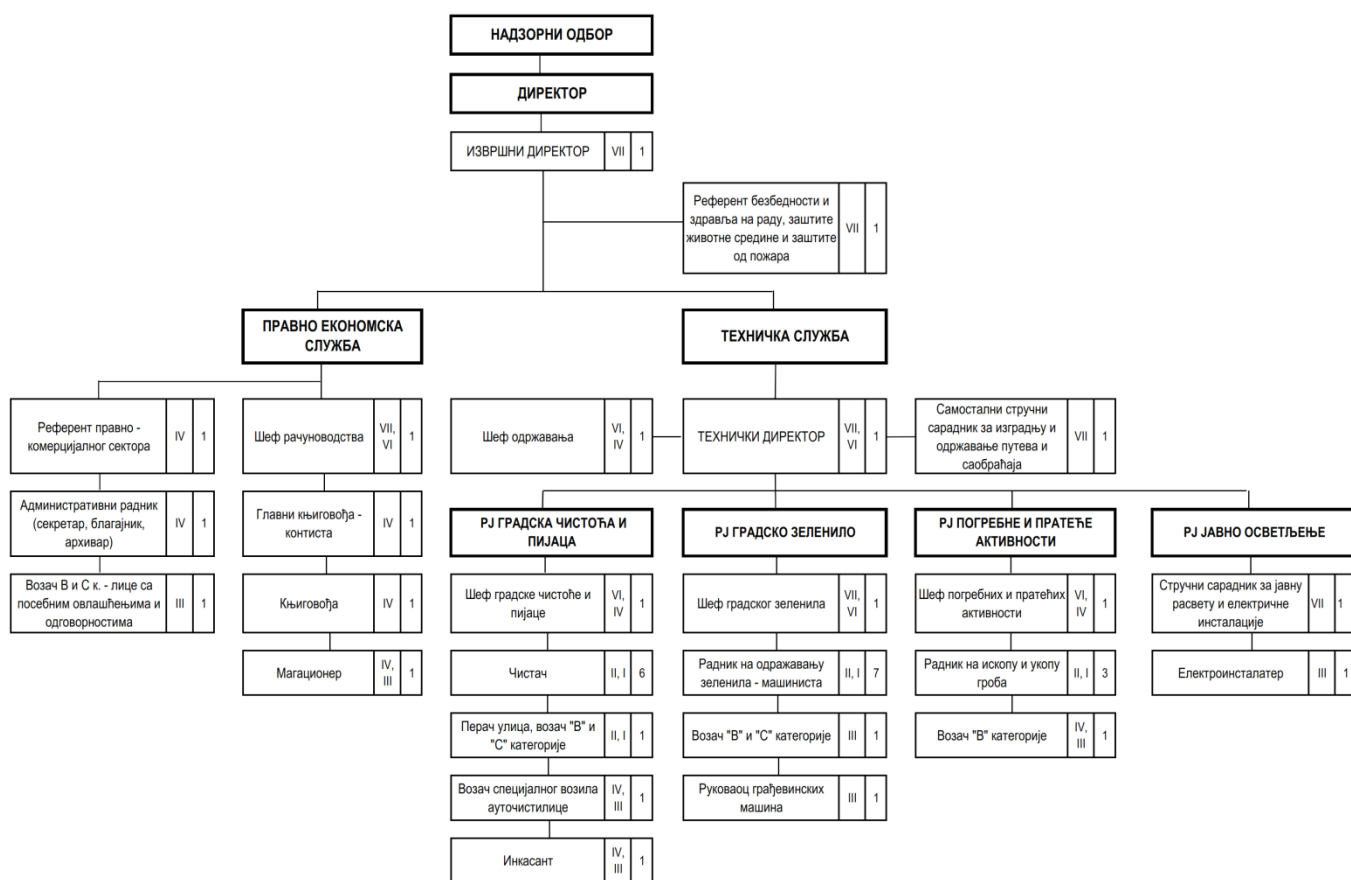 НАДЗОРНИ ОДБОР
ДИРЕКТОР
ИЗВРШНИ ДИРЕКТОР VII 1
Референт безбедности и
здравља на раду, заштите
животне средине и заштите
од пожара
VII 1
ПРАВНО ЕКОНОМСКА
СЛУЖБА
ТЕХНИЧКА СЛУЖБА
Референт правно -
комерцијалног сектора
IV 1
Шеф рачуноводства
VII,
VI
1
Шеф одржавања
VI,
IV
1
ТЕХНИЧКИ ДИРЕКТОР
VII,
VI
1
Самостални стручни
сарадник за изградњу и
одржавање путева и
саобраћаја
VII 1
Административни радник
(секретар, благајник,
архивар)
IV 1
Главни књиговођа -
контиста
IV 1
РЈ ГРАДСКА ЧИСТОЋА И
ПИЈАЦА
РЈ ГРАДСКО ЗЕЛЕНИЛО
РЈ ПОГРЕБНЕ И ПРАТЕЋЕ
АКТИВНОСТИ
РЈ ЈАВНО ОСВЕТЉЕЊЕ
Возач В и С к. - лице са
посебним овлашћењима и
одговорностима
III 1
Књиговођа IV 1
Шеф градске чистоће и
пијаце
VI,
IV
1
Шеф градског зеленила
VII,
VI
1
Шеф погребних и пратећих
активности
VI,
IV
1
Стручни сарадник за јавну
расвету и електричне
инсталације
VII 1
Магационер
IV,
III
1
Чистач II, I 6
Радник на одражавању
зеленила - машиниста
II, I 7
Радник на ископу и укопу
гроба
II, I 3
Електроинсталатер III 1
Перач улица, возач "В" и
"С" категорије
II, I 1
Возач "В" и "С" категорије III 1
Возач "В" категорије
IV,
III
1
Возач специјалног возила
ауточистилице
IV,
III
1
Руковаоц грађевинских
машина
III 1
Инкасант
IV,
III
1